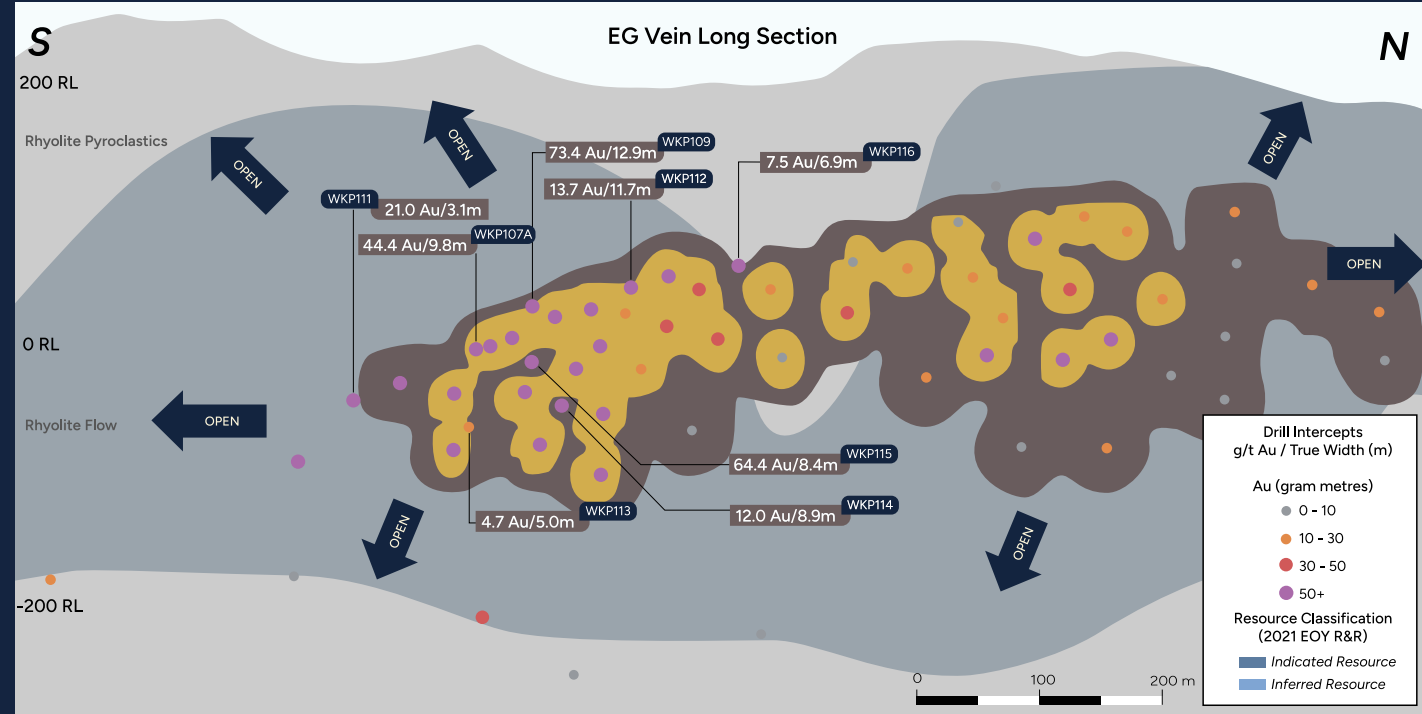 EG Vein Long Section
S
N
200 RL
Rhyolite Pyroclastics
OPEN
OPEN
OPEN
73.4 Au/12.9m
WKP109
13.7 Au/11.7m
WKP112
7.5 Au/6.9m
WKP116
WKP111
21.0 Au/3.1m
44.4 Au/9.8m
WKP107A
OPEN
0 RL
Rhyolite Flow
OPEN
64.4 Au/8.4m
WKP115
12.0 Au/8.9m
WKP114
4.7 Au/5.0m
WKP113
OPEN
OPEN
-200 RL
0
100
200 m
Drill Intercepts
g/t Au / True Width (m)
Au (gram metres)
0 - 10
10 - 30
30 - 50
50+
Resource Classification
(2021 EOY R&R)
Indicated Resource
Inferred Resource